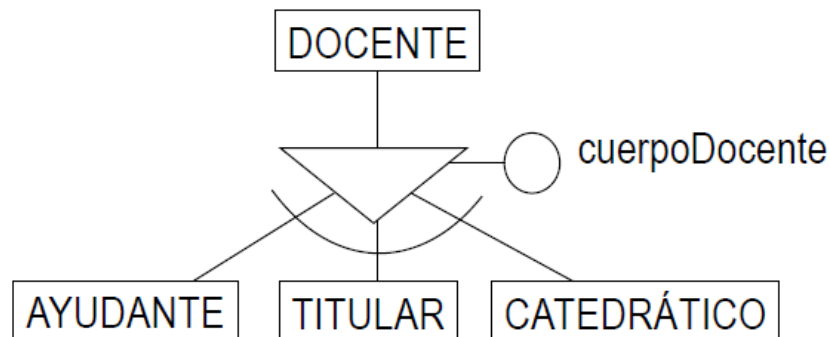 DOCENTE
cuerpoDocente
AYUDANTE
TITULAR
CATEDRÁTICO